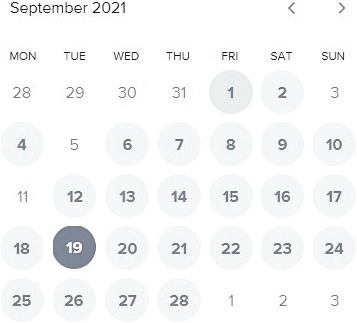 September 2021
MON TUE WED THU FRI SAT SUN
28 29 30 31 1 2 3
4 5 6 7 8 9 10
11 12 13 14 15 16 17
18 19 20 21 22 23 24
25 26 27 28 1 2 3